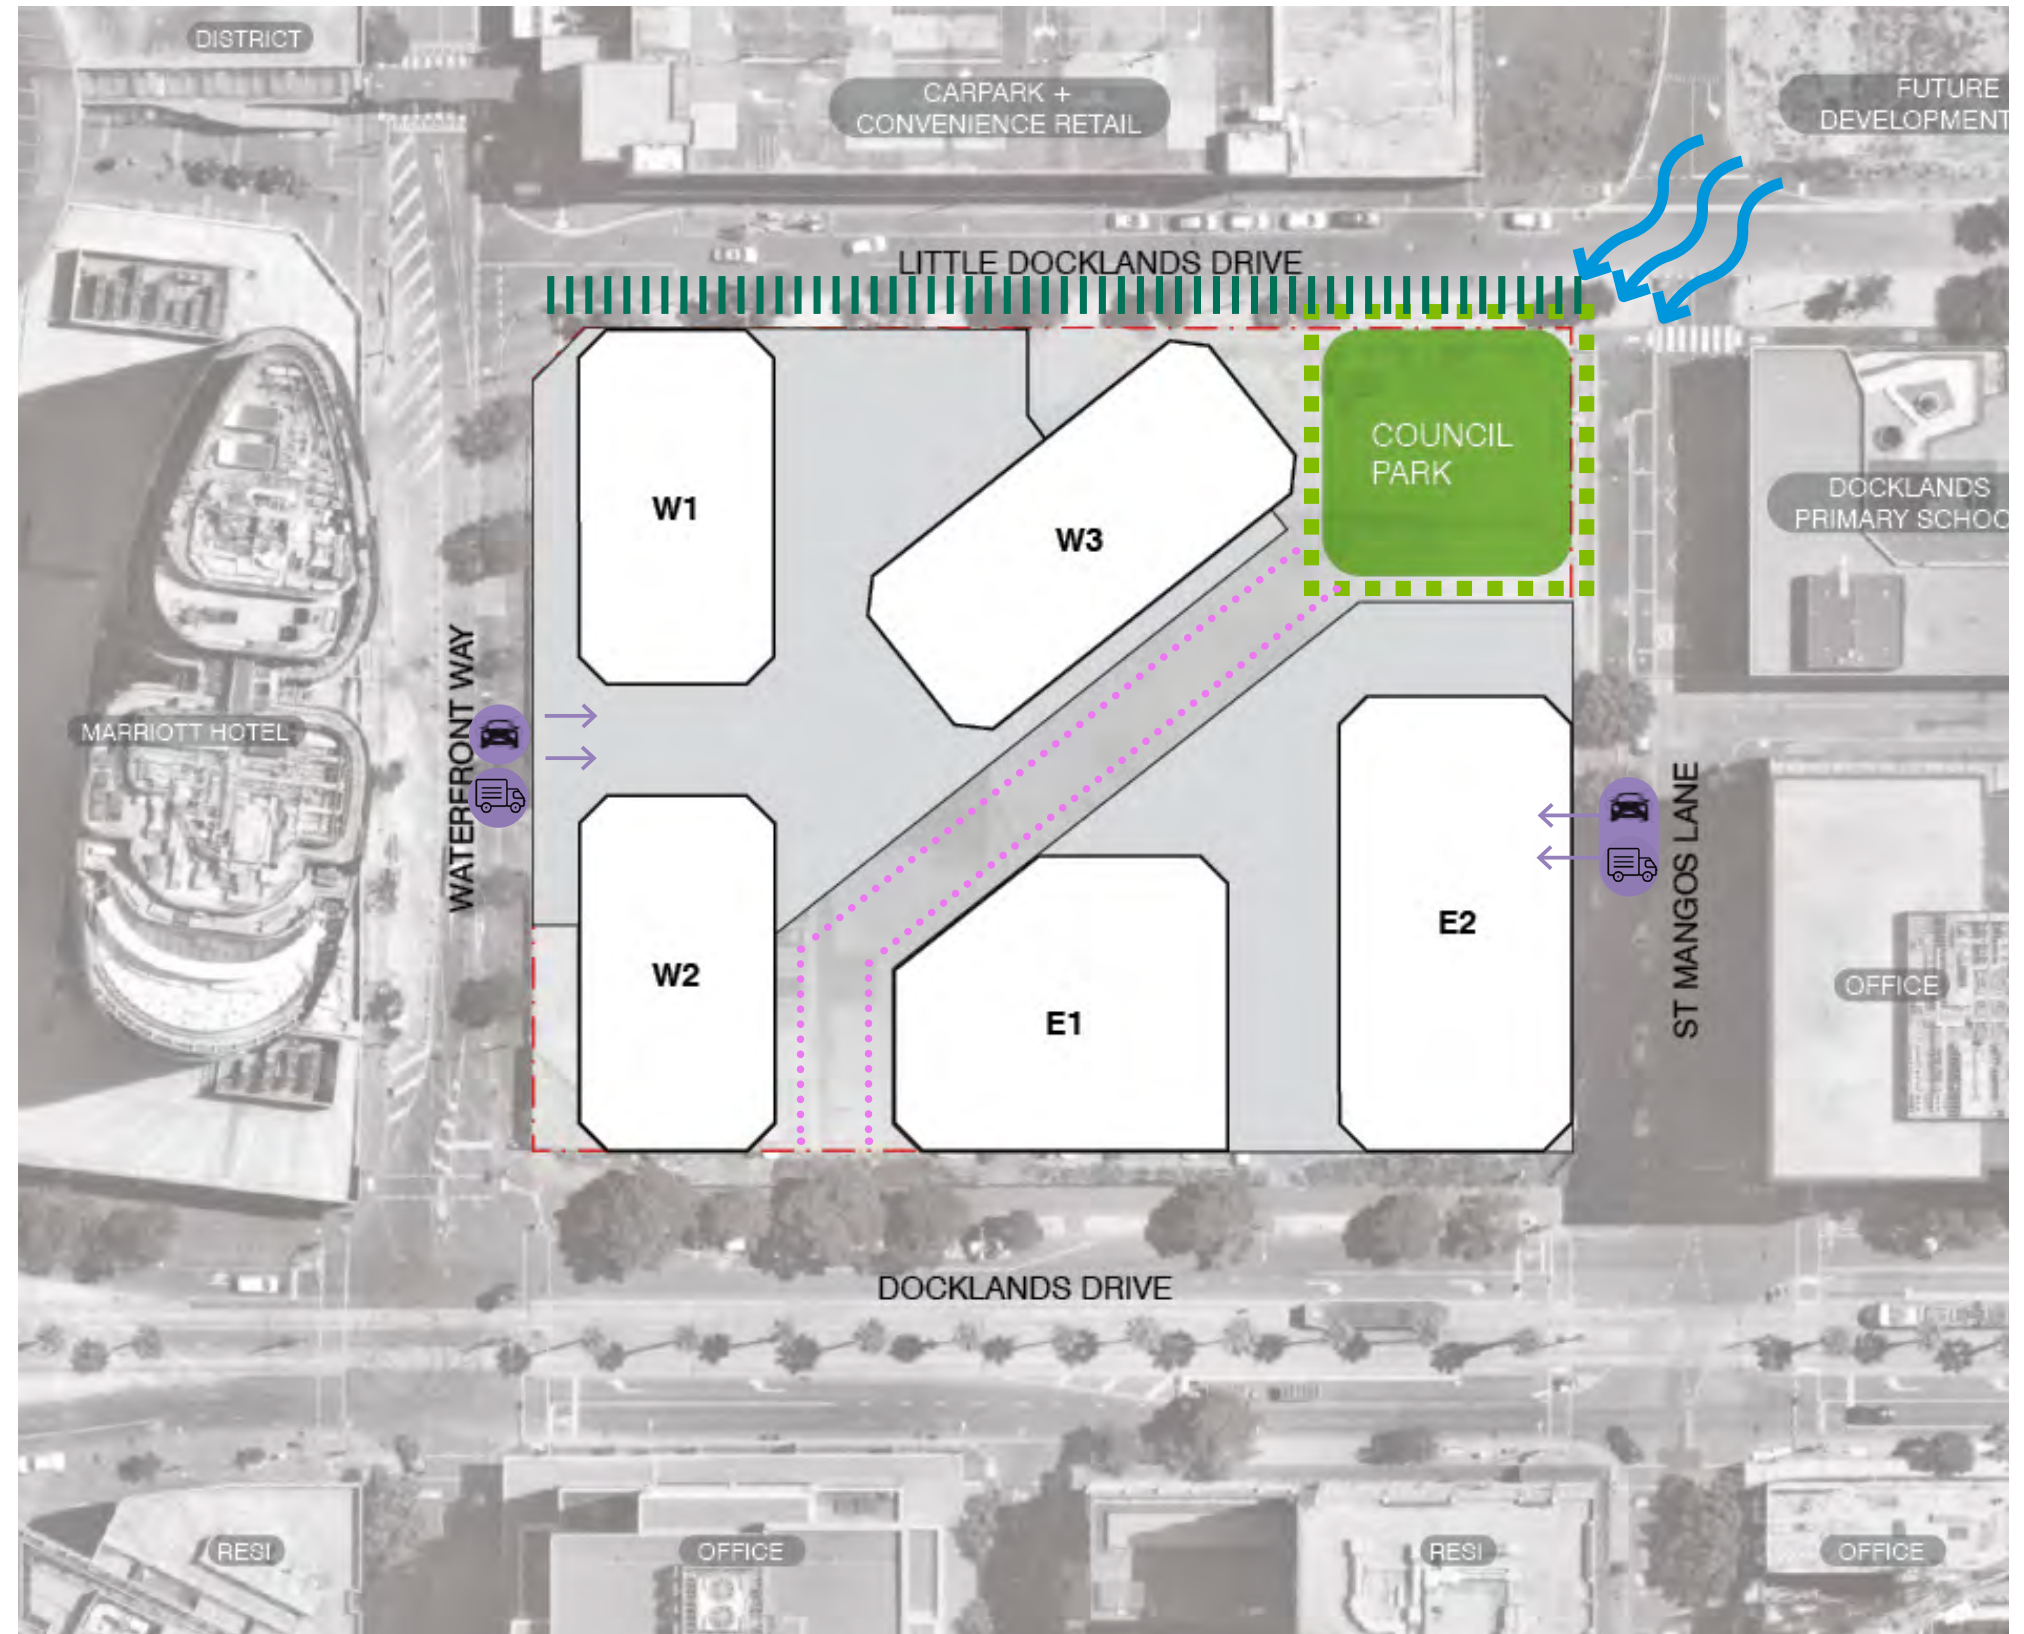 DISTRICT
CARPARK +
CONVENIENCE RETAIL
FUTURE
DEVELOPMENT
LITTLE DOCKLANDS DRIVE
COUNCIL
PARK
W1
W3
DOCKLANDS
PRIMARY SCHOO
WATERFRONT WAY
MARRIOTT HOTEL
ST MANGOS LANE
W2
E1
E2
OFFICE
DOCKLANDS DRIVE
RESI
OFFICE
RESI
OFFICE